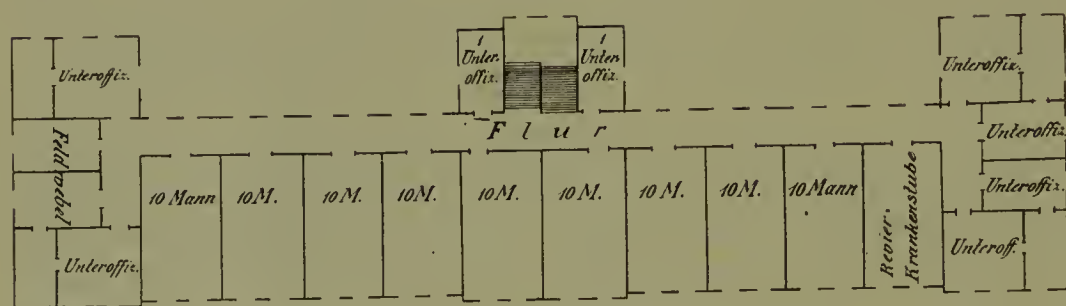 Unteroffiz.
1
Unter.
offiz.
1
Unter.
offiz.
Unteroffiz.
Feldwebel
Flur
Unteroffiz.
10 Mann
10 M.
10 M.
10 M.
10 M.
10 M.
10 M.
10 M.
10 Mann
Revier-
Krankenstube
Unteroffiz.
Unteroffiz.
Unteroff.